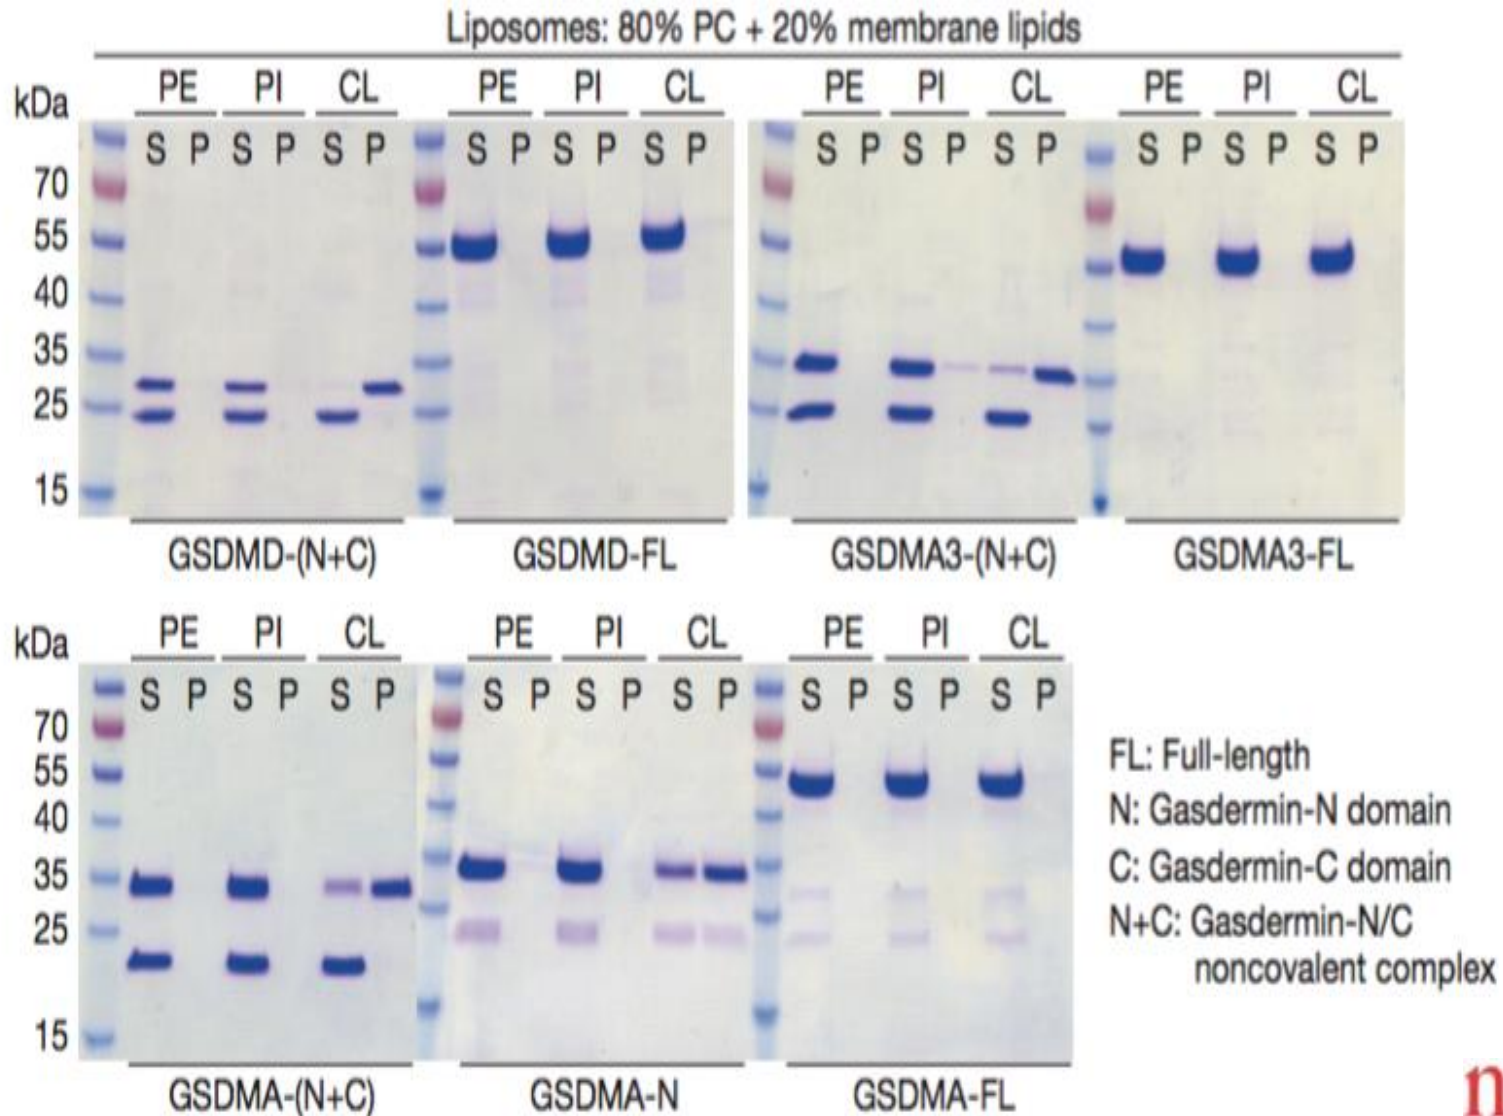 Liposomes: 80% PC + 20% membrane lipids
kDa PE PI CL PE PI CL PE PI CL PE PI CL
S P S P S P S P S P S P S P S P S P S P S P S P
70
55
40
35
25
15
GSDMD-(N+C) GSDMD-FL GSDMA3-(N+C) GSDMA3-FL
kDa PE PI CL PE PI CL PE PI CL
S P S P S P S P S P S P S P S P S P
70
55
40
35
25
15
GSDMA-(N+C) GSDMA-N GSDMA-FL
FL: Full-length
N: Gasdermin-N domain
C: Gasdermin-C domain
N+C: Gasdermin-N/C
noncovalent complex
n